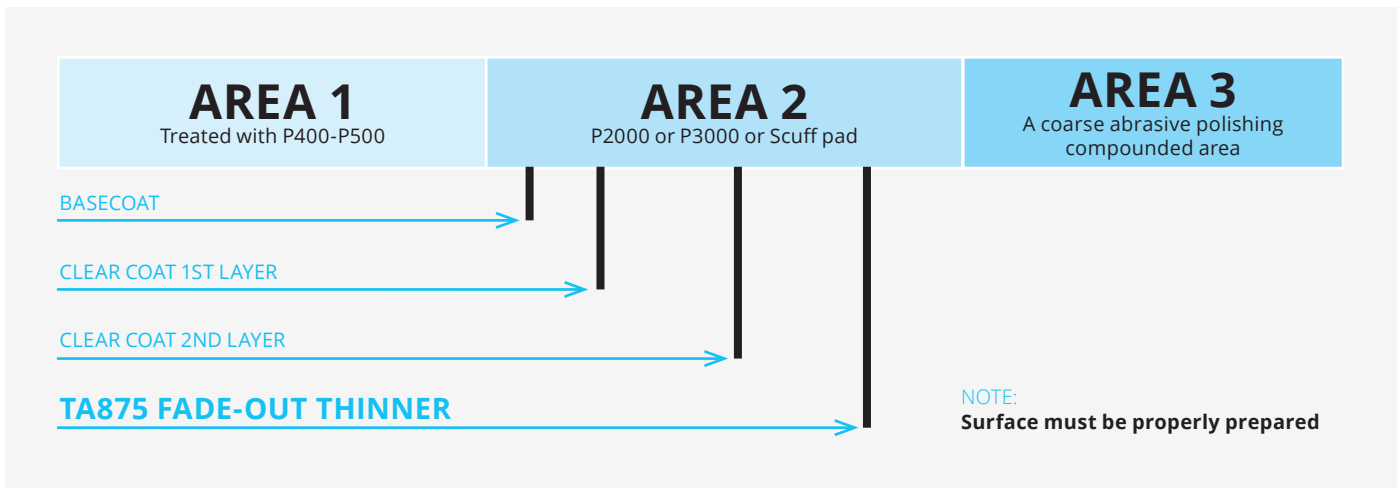 AREA 1
Treated with P400-P500
AREA 2
P2000 or P3000 or Scuff pad
AREA 3
A coarse abrasive polishing
compounded area
BASECOAT
CLEAR COAT 1ST LAYER
CLEAR COAT 2ND LAYER
TA875 FADE-OUT THINNER
NOTE:
Surface must be properly prepared